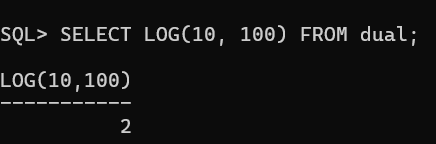 SQL> SELECT LOG(10, 100) FROM dual;
LOG(10,100)
-----------
2